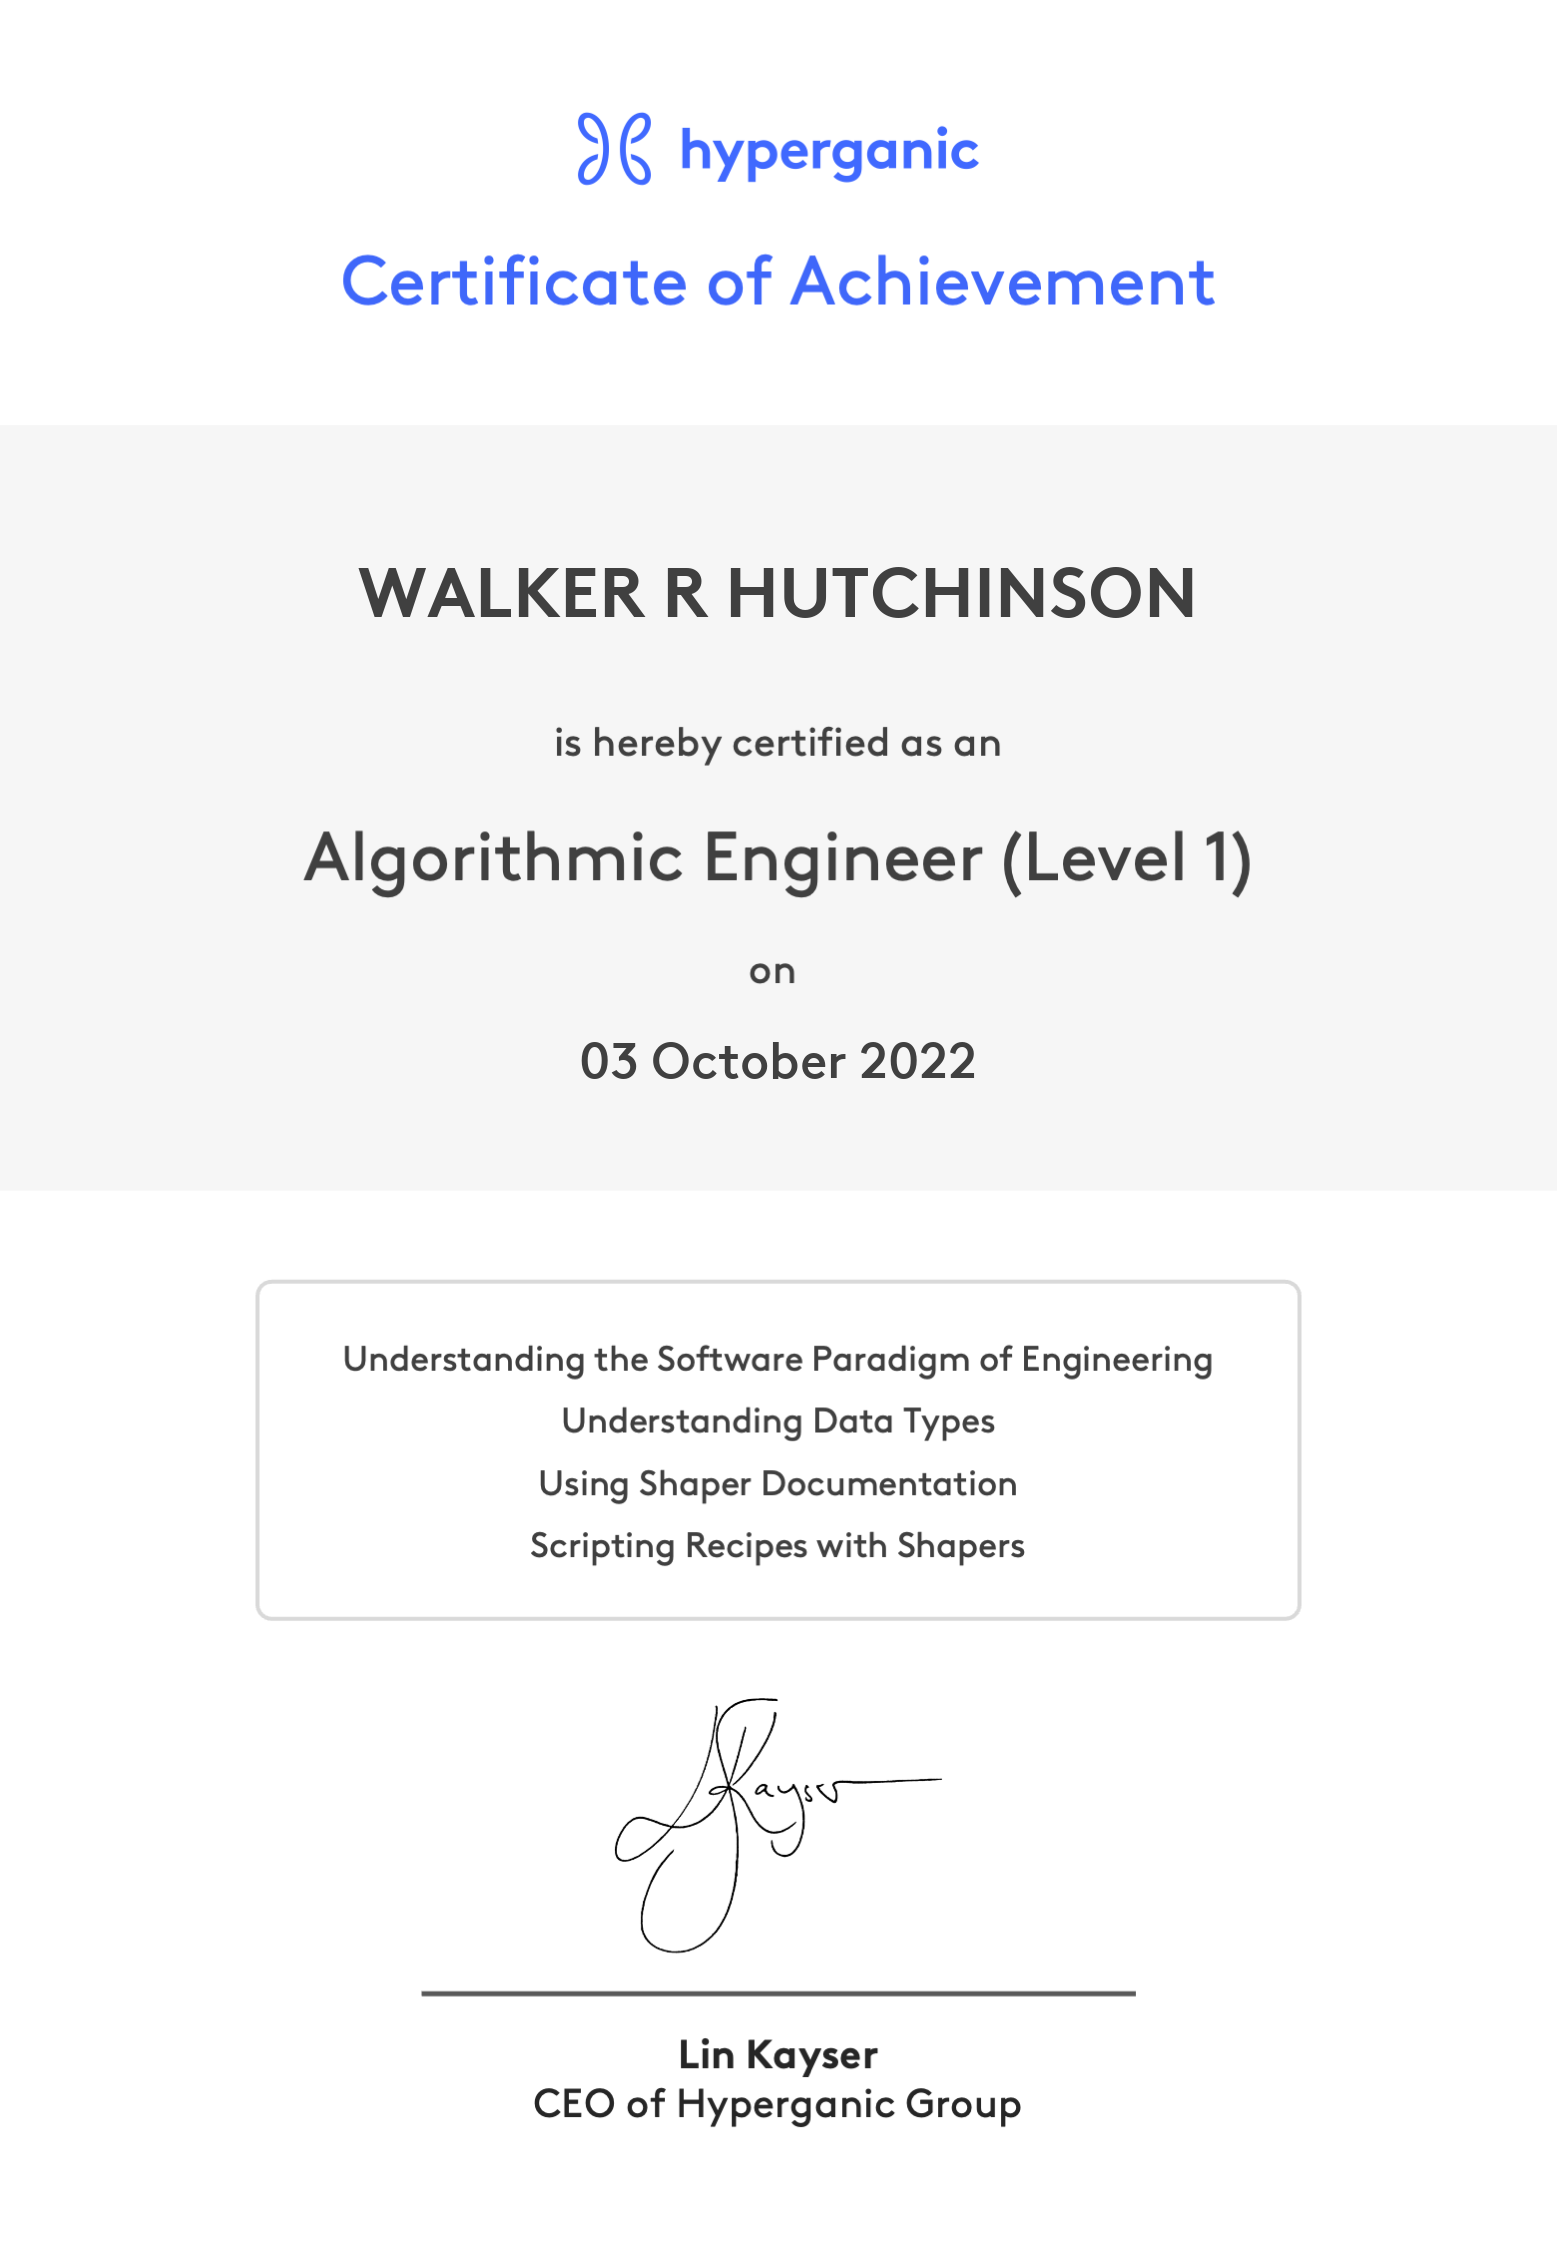 hyperganic
Certificate of Achievement
WALKER R HUTCHINSON
is hereby certified as an
Algorithmic Engineer (Level 1)
on
03 October 2022
Understanding the Software Paradigm of Engineering
Understanding Data Types
Using Shaper Documentation
Scripting Recipes with Shapers
LKayser
Lin Kayser
CEO of Hyperganic Group